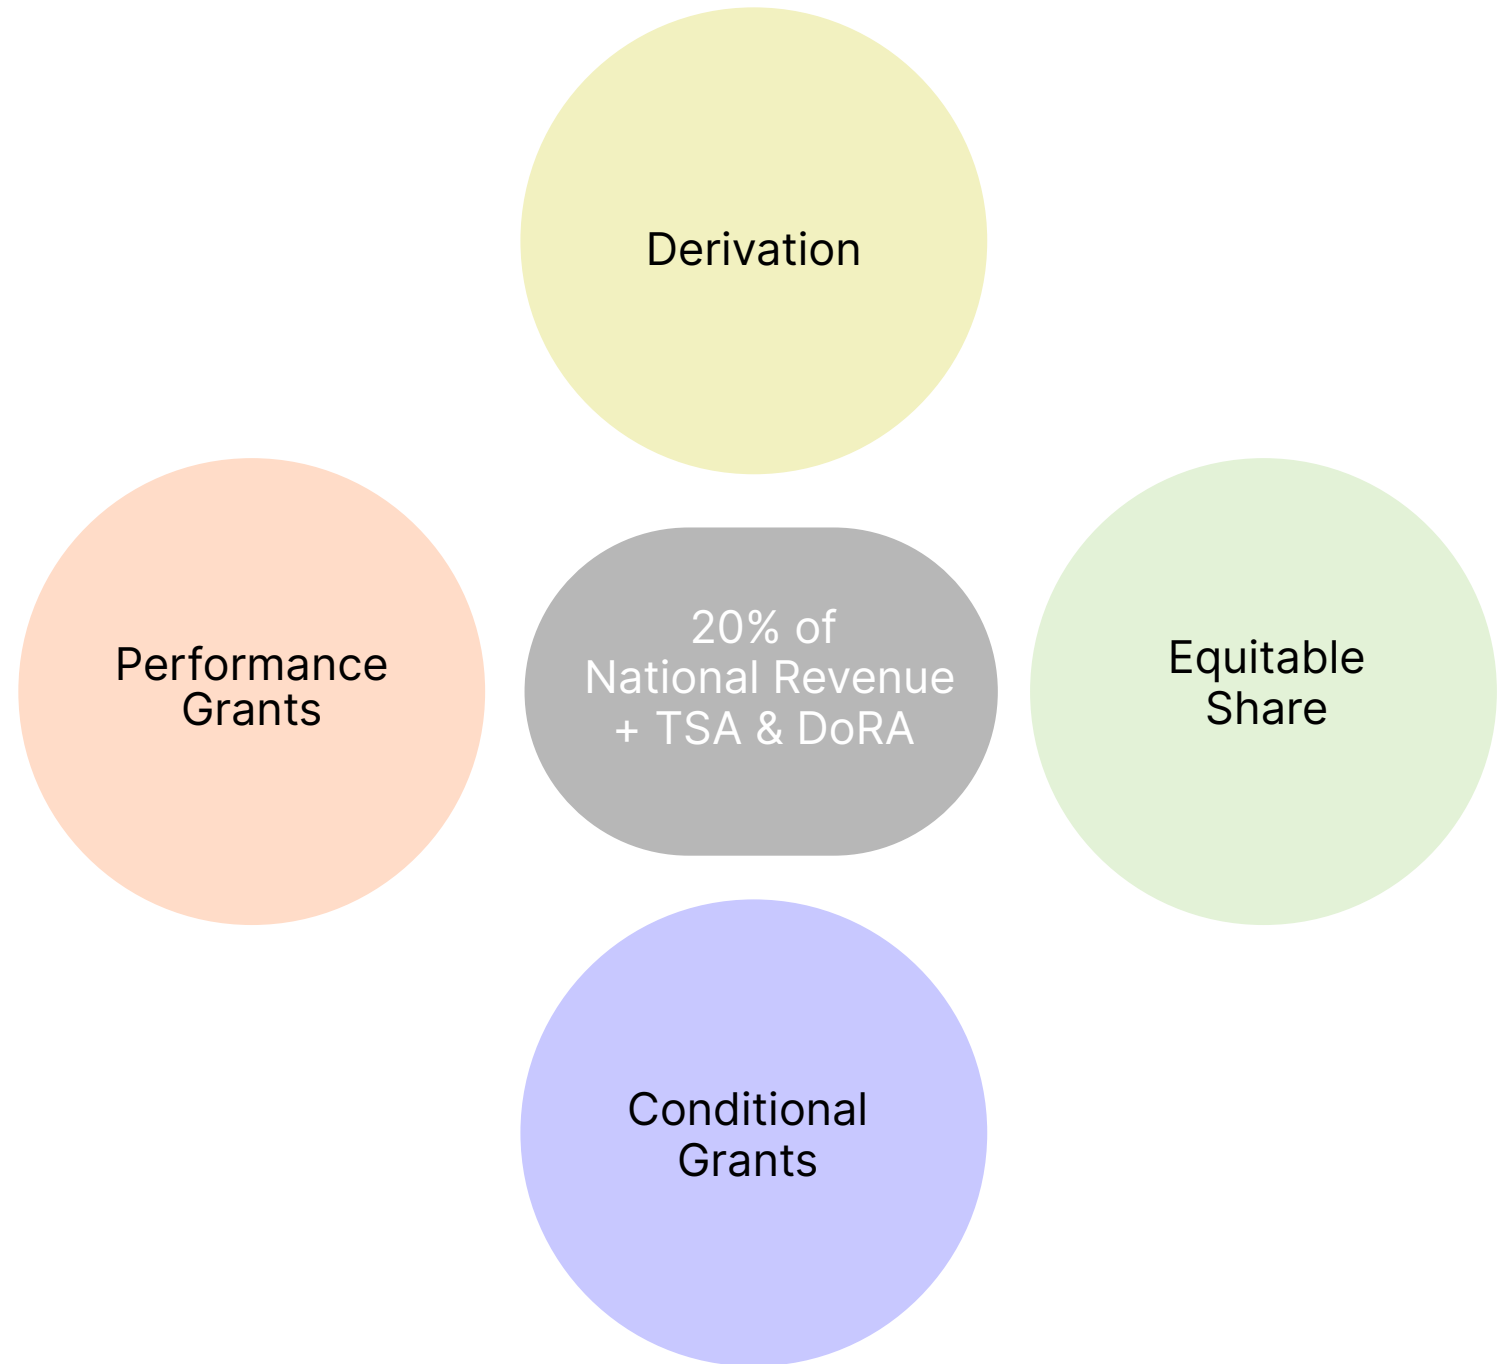 Derivation
Performance
Grants
20% of
National Revenue
+ TSA & DoRA
Equitable
Share
Conditional
Grants